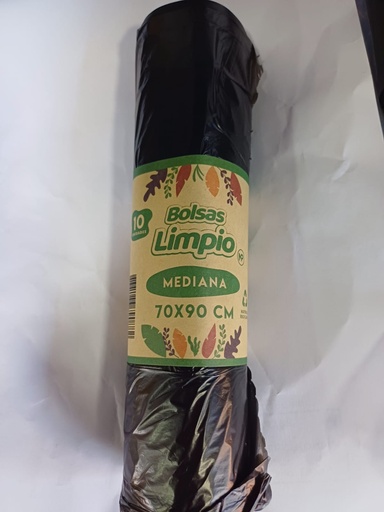 10
Bolsas
Limpio
MEDIANA
70X90 CM